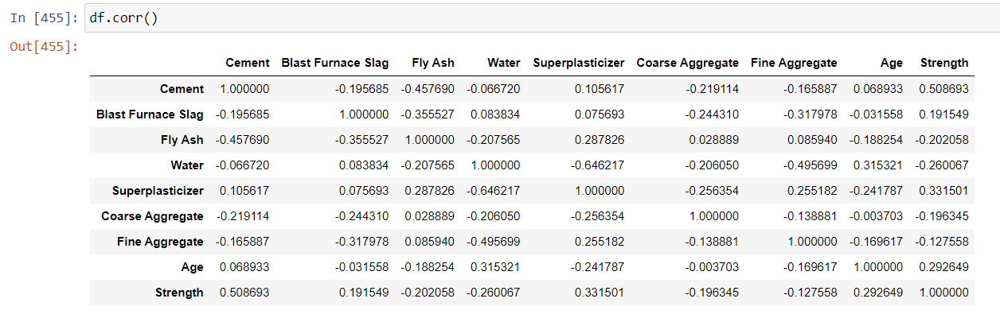 In [455]: df.corr()
Out[455]:
Cement Blast Furnace Slag Fly Ash Water Superplasticizer Coarse Aggregate Fine Aggregate Age Strength
Cement 1.000000 -0.195685 -0.457690 -0.066720 0.105617 -0.219114 -0.165887 0.068933 0.508693
Blast Furnace Slag -0.195685 1.000000 -0.355527 0.083834 0.075693 -0.244310 -0.317978 -0.031558 0.191549
Fly Ash -0.457690 -0.355527 1.000000 -0.207565 0.287826 0.028889 0.085940 -0.188254 -0.202058
Water -0.066720 0.083834 -0.207565 1.000000 -0.646217 -0.206050 -0.495699 0.315321 -0.260067
Superplasticizer 0.105617 0.075693 0.287826 -0.646217 1.000000 -0.256354 0.255182 -0.241787 0.331501
Coarse Aggregate -0.219114 -0.244310 0.028889 -0.206050 -0.256354 1.000000 -0.138881 -0.003703 -0.196345
Fine Aggregate -0.165887 -0.317978 0.085940 -0.495699 0.255182 -0.138881 1.000000 -0.169617 -0.127558
Age 0.068933 -0.031558 -0.188254 0.315321 -0.241787 -0.003703 -0.169617 1.000000 0.292649
Strength 0.508693 0.191549 -0.202058 -0.260067 0.331501 -0.196345 -0.127558 0.292649 1.000000